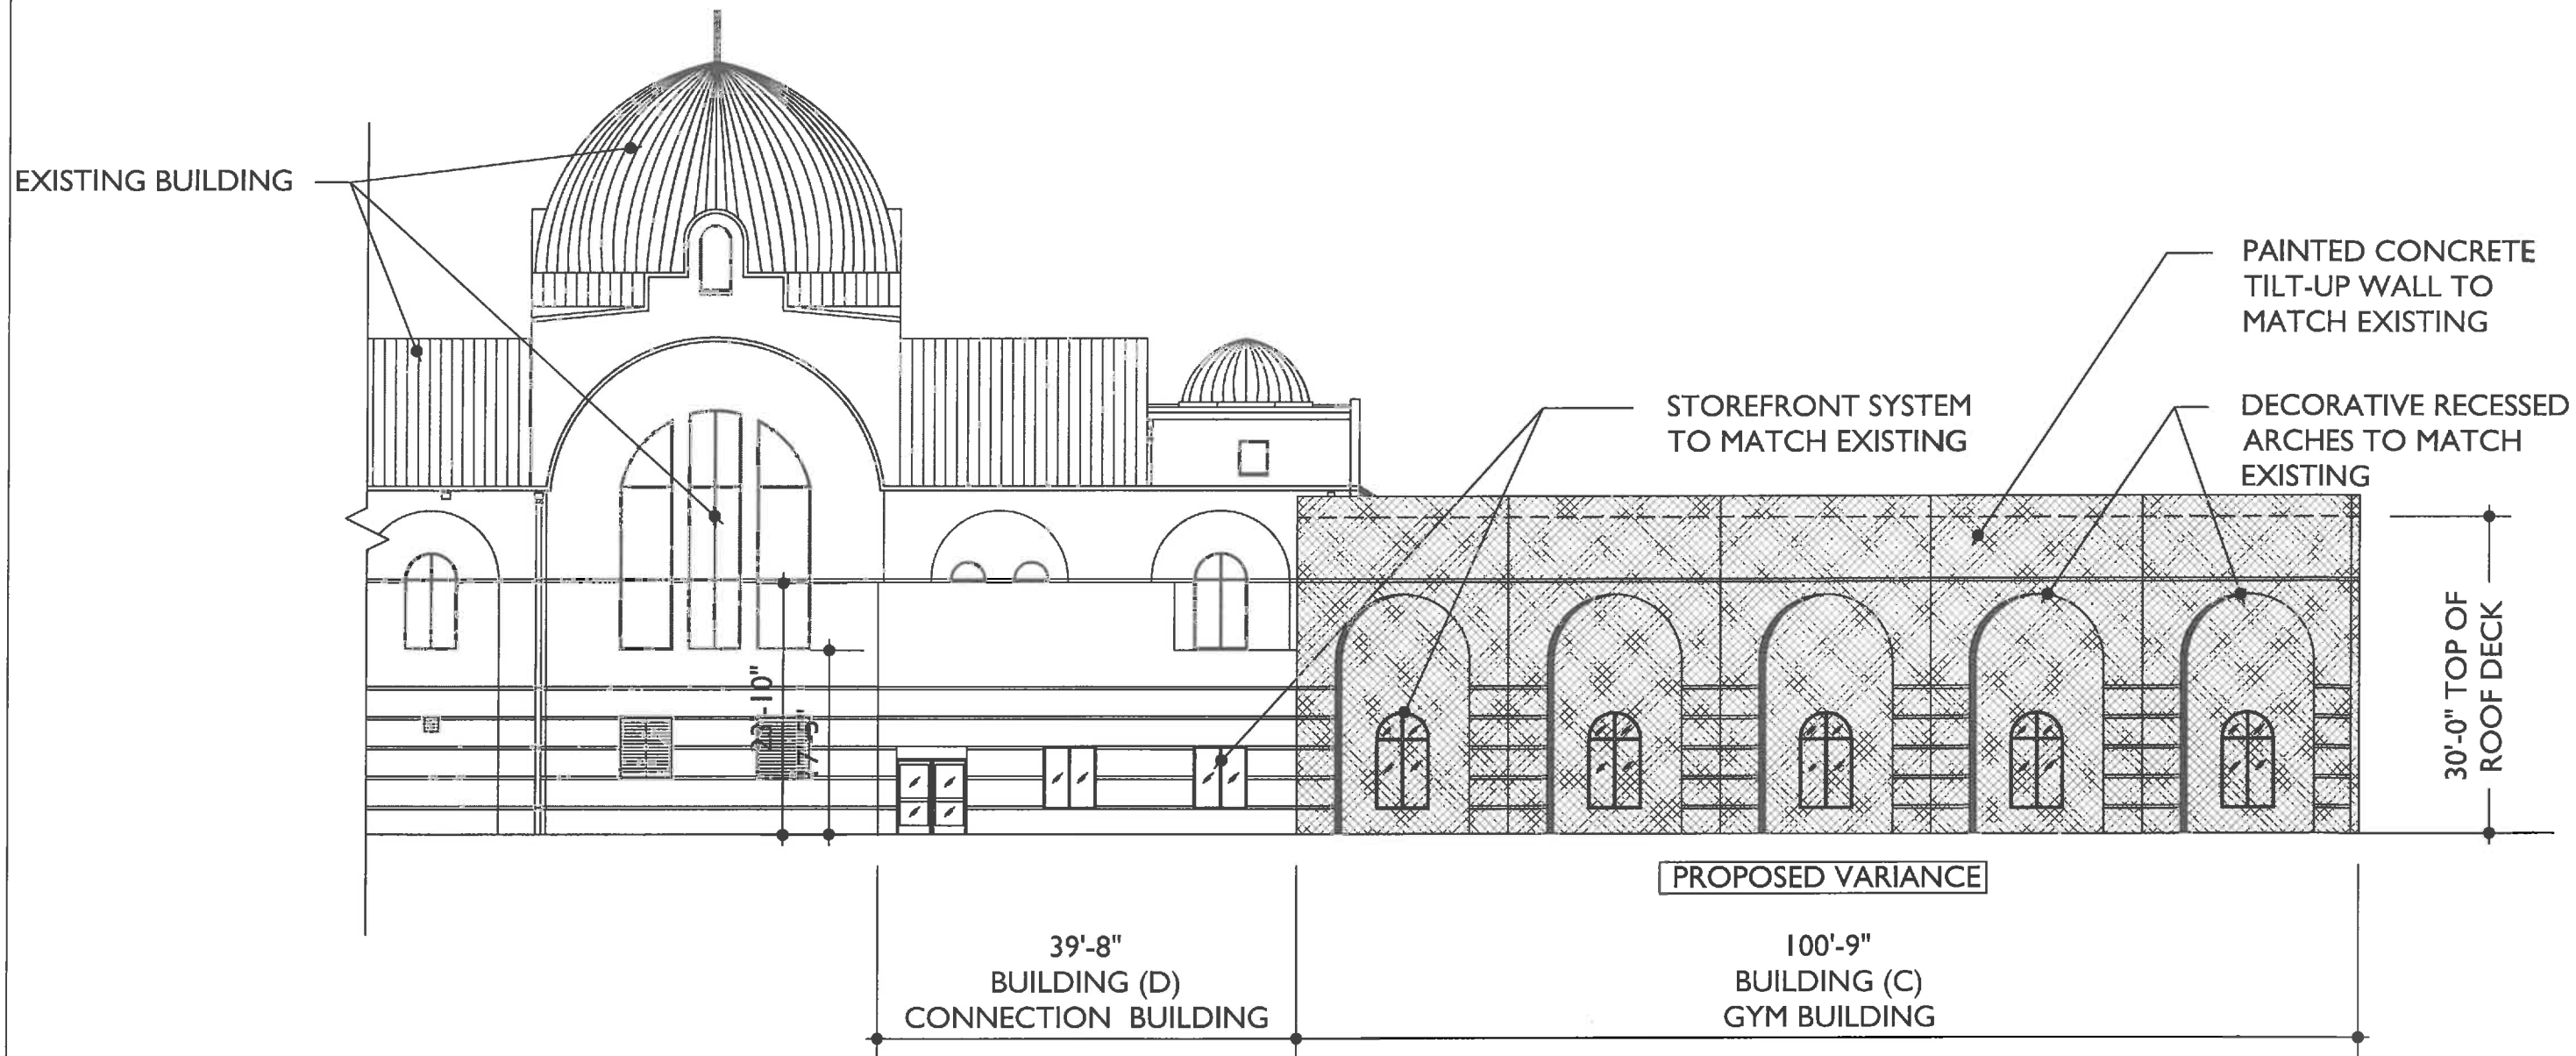 EXISTING BUILDING
PAINTED CONCRETE
TILT-UP WALL TO
MATCH EXISTING
STOREFRONT SYSTEM
TO MATCH EXISTING
DECORATIVE RECESSED
ARCHES TO MATCH
EXISTING
23'-10"
30'-0" TOP OF
ROOF DECK
PROPOSED VARIANCE
39'-8"
BUILDING (D)
CONNECTION BUILDING
100'-9"
BUILDING (C)
GYM BUILDING